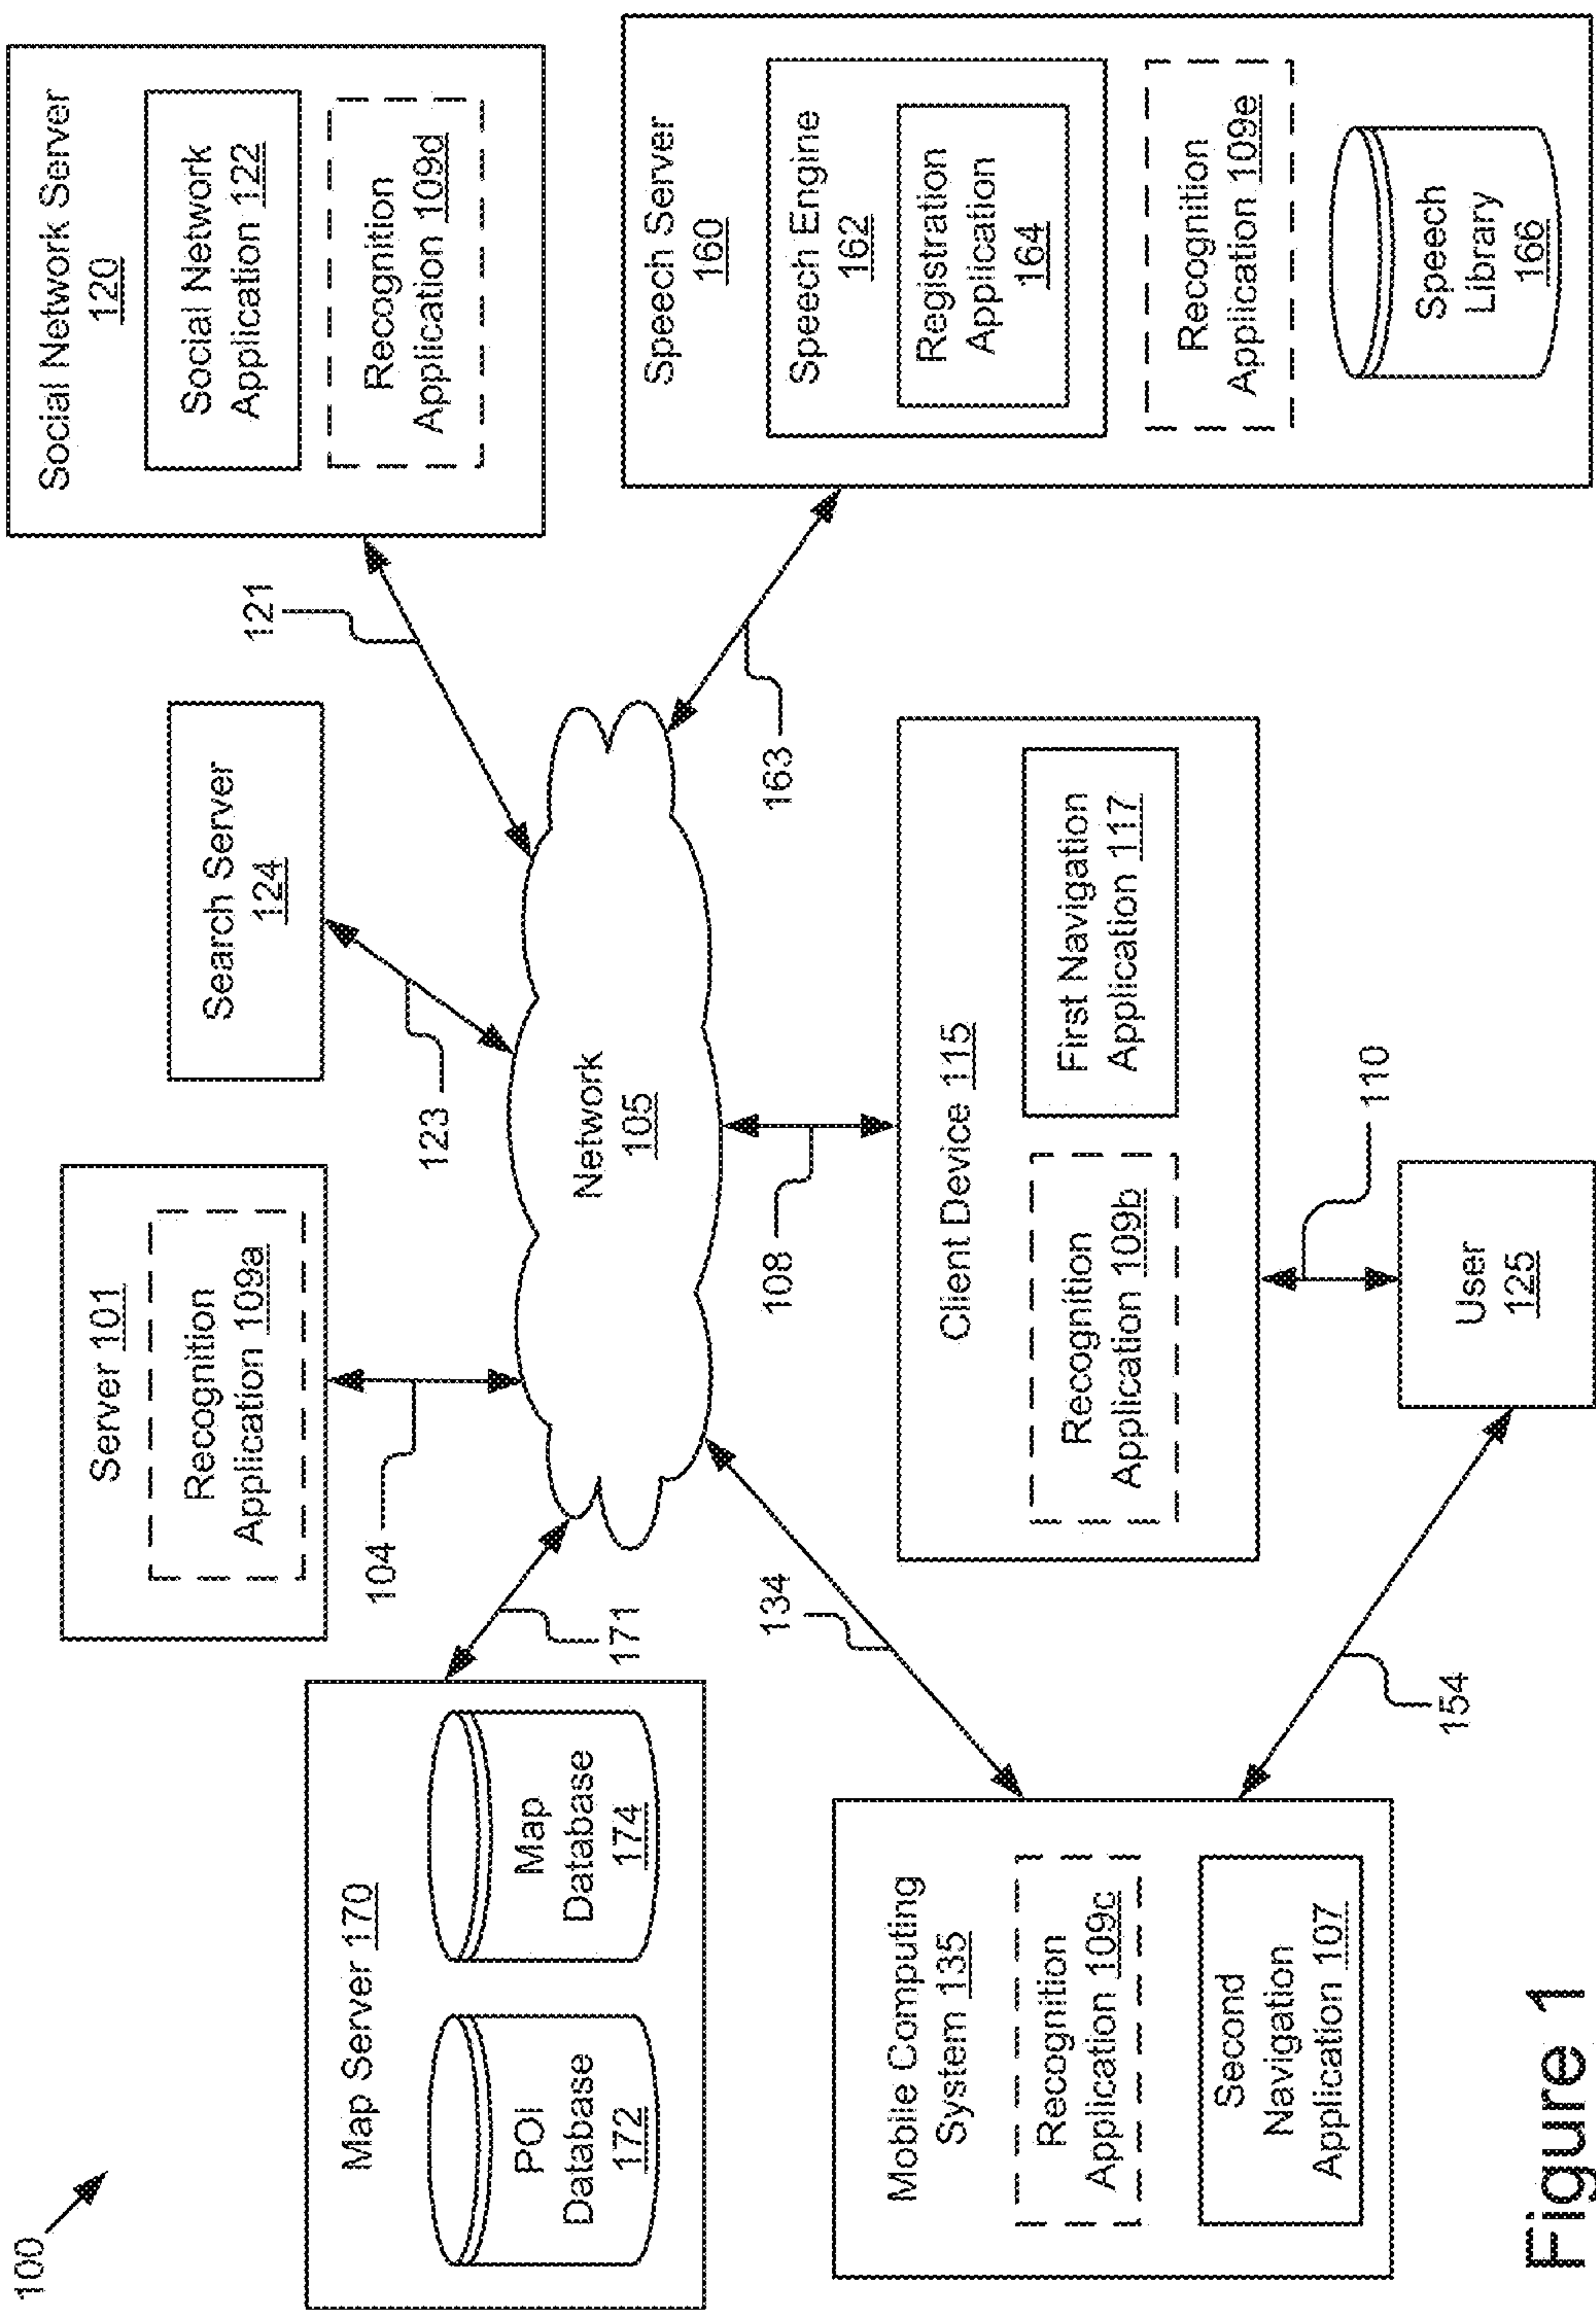 100
Map Server 170
POI
Database
172
Map
Database
174
171
Server 101
Recognition
Application 109a
104
Search Server
124
123
Social Network Server
120
Social Network
Application 122
Recognition
Application 109d
121
Network
105
Mobile Computing
System 135
Recognition
Application 109c
Second
Navigation
Application 107
134
154
108
Client Device 115
Recognition
Application 109b
First Navigation
Application 117
110
User
125
163
Speech Server
160
Speech Engine
162
Registration
Application
164
Recognition
Application 109e
Speech
Library
166
Figure 1